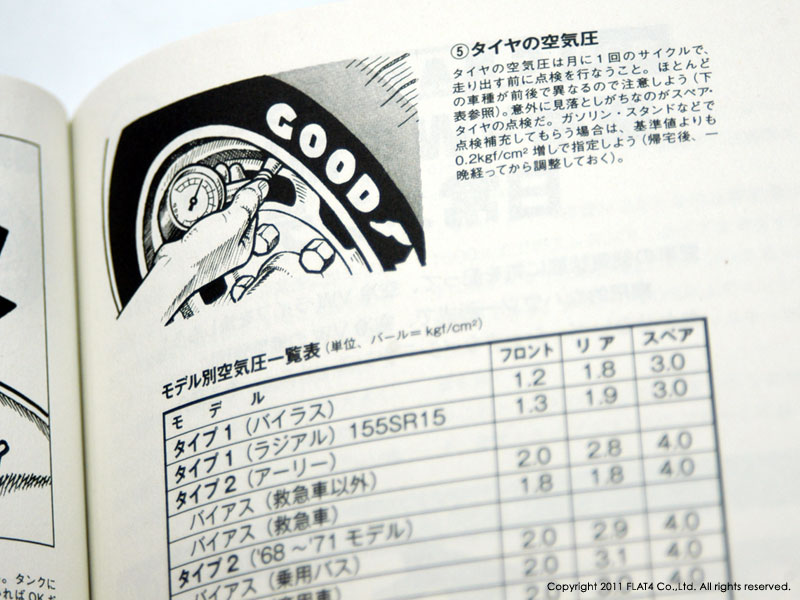 ⑤タイヤの空気圧
タイヤの空気圧は月に１回のサイクルで、
走り出す前に点検を行なうこと。ほとんど
の車種が前後で異なるので注意しよう（下
表参照）。意外に見落としがちなのがスペア・
タイヤの点検だ。ガソリン・スタンドなどで
点検補充してもらう場合は、基準値よりも
0.2kgf/cm² 増しで指定しよう（帰宅後、一
晩経ってから調整しておく）。
GOOD
モデル別空気圧一覧表（単位、バール＝kgf/cm²）
モデル フロント リア スペア
タイプ１（バイラス） 1.2 1.8 3.0
タイプ１（ラジアル）155SR15 1.3 1.9 3.0
タイプ２（アーリー）
バイアス（救急車以外） 2.0 2.8 4.0
バイアス（救急車） 1.8 1.8 4.0
タイプ２（'68〜'71 モデル）
バイアス（乗用バス） 2.0 2.9 4.0
2.0 3.1 4.0
。タンクに
ればOK
Copyright 2011 FLAT4 Co.,Ltd. All rights reserved.